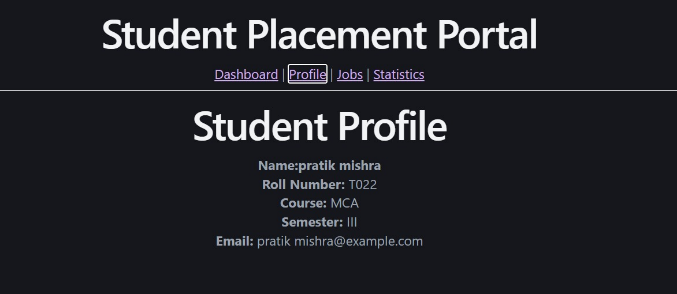 Student Placement Portal
Dashboard | Profile | Jobs | Statistics
Student Profile
Name:pratik mishra
Roll Number: T022
Course: MCA
Semester: III
Email: pratik mishra@example.com